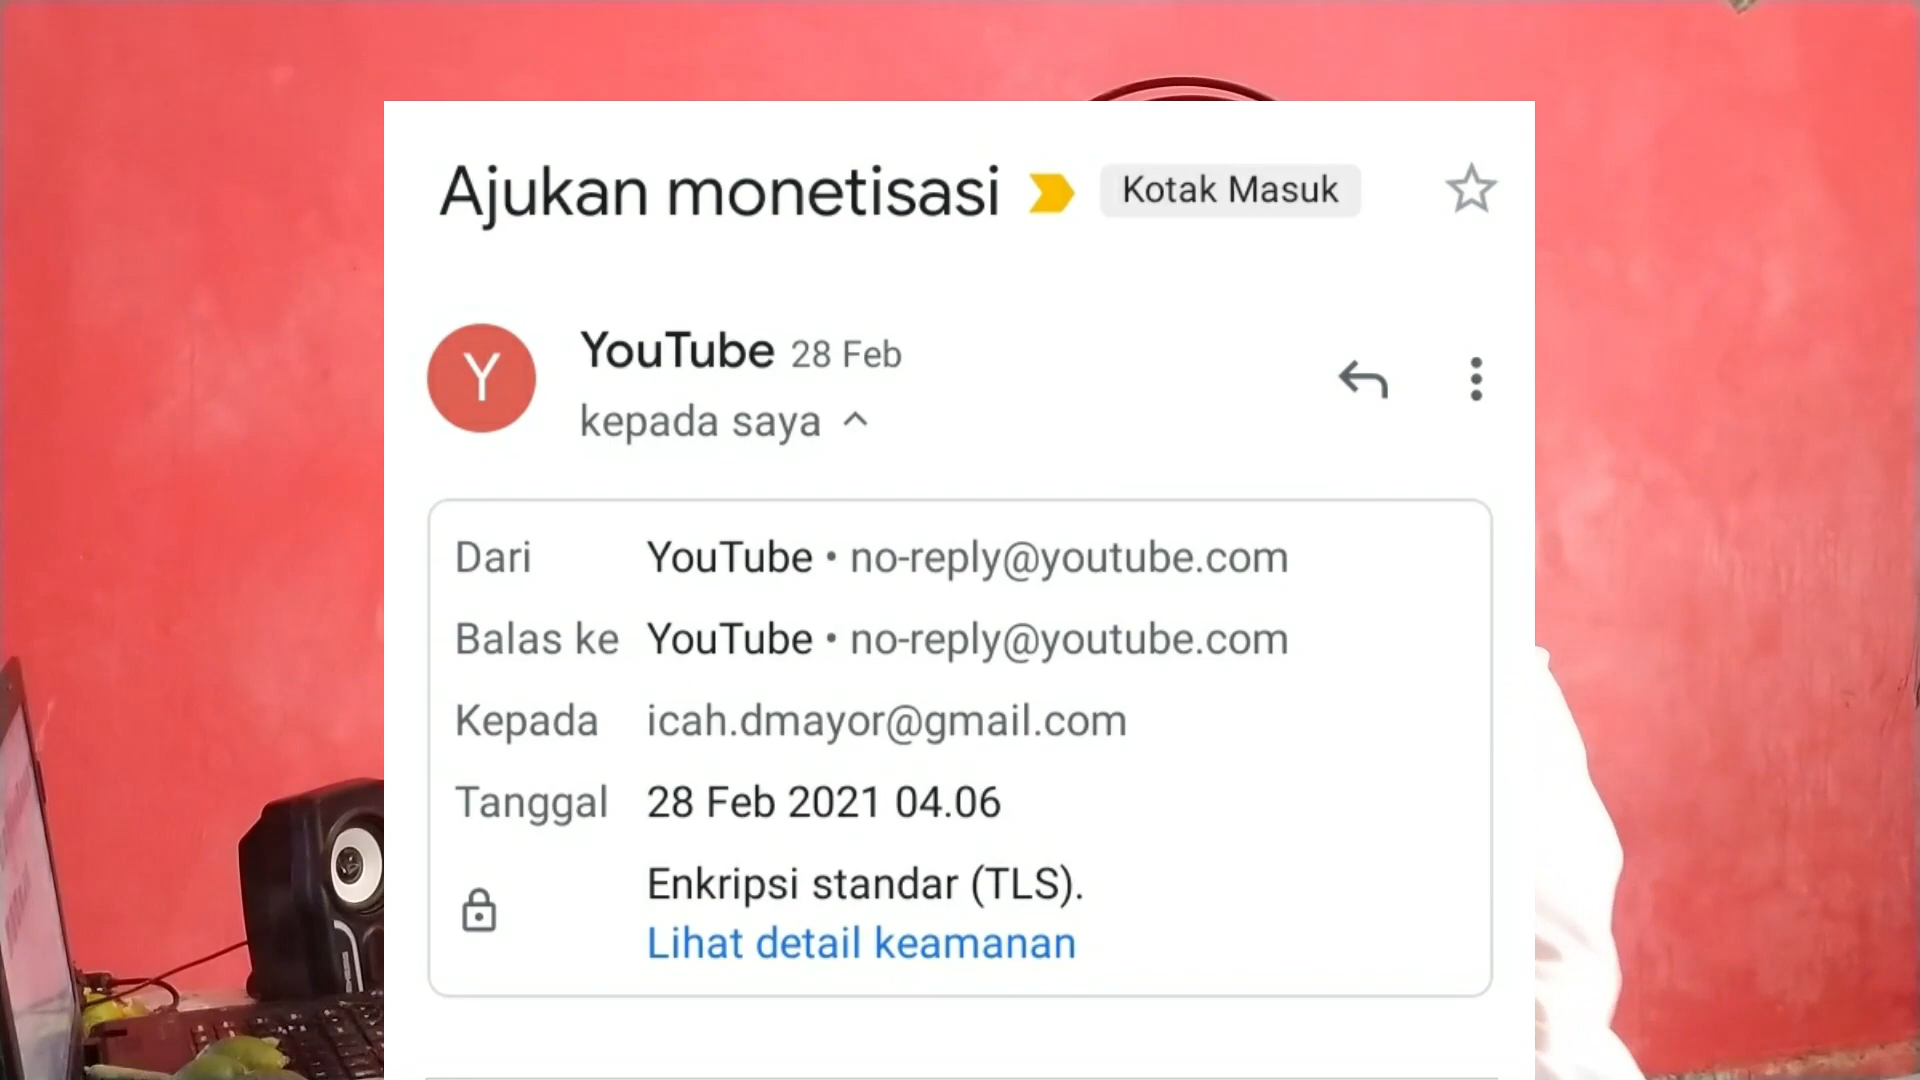 Ajukan monetisasi Kotak Masuk
Y
YouTube 28 Feb
kepada saya
Dari YouTube • no-reply@youtube.com
Balas ke YouTube • no-reply@youtube.com
Kepada icah.dmayor@gmail.com
Tanggal 28 Feb 2021 04.06
Enkripsi standar (TLS).
Lihat detail keamanan